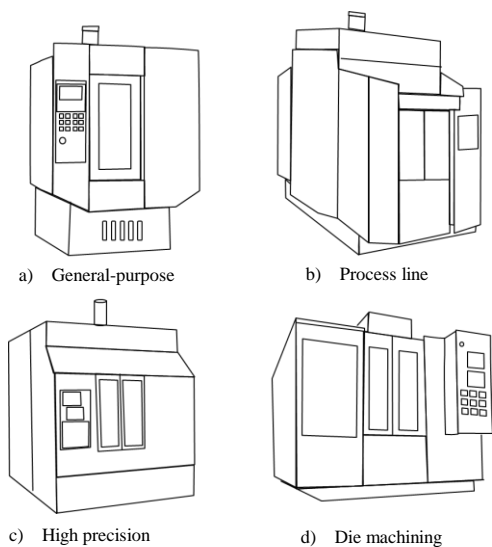 a) General-purpose
b) Process line
c) High precision
d) Die machining